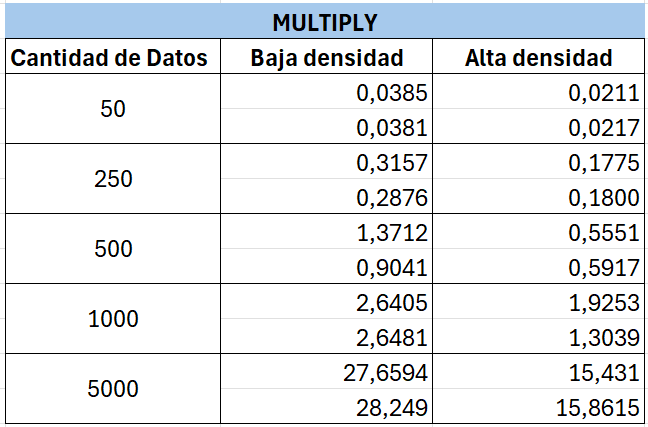 MULTIPLY
Cantidad de Datos Baja densidad Alta densidad
50 0,0385 0,0211
0,0381 0,0217
250 0,3157 0,1775
0,2876 0,1800
500 1,3712 0,5551
0,9041 0,5917
1000 2,6405 1,9253
2,6481 1,3039
5000 27,6594 15,431
28,249 15,8615